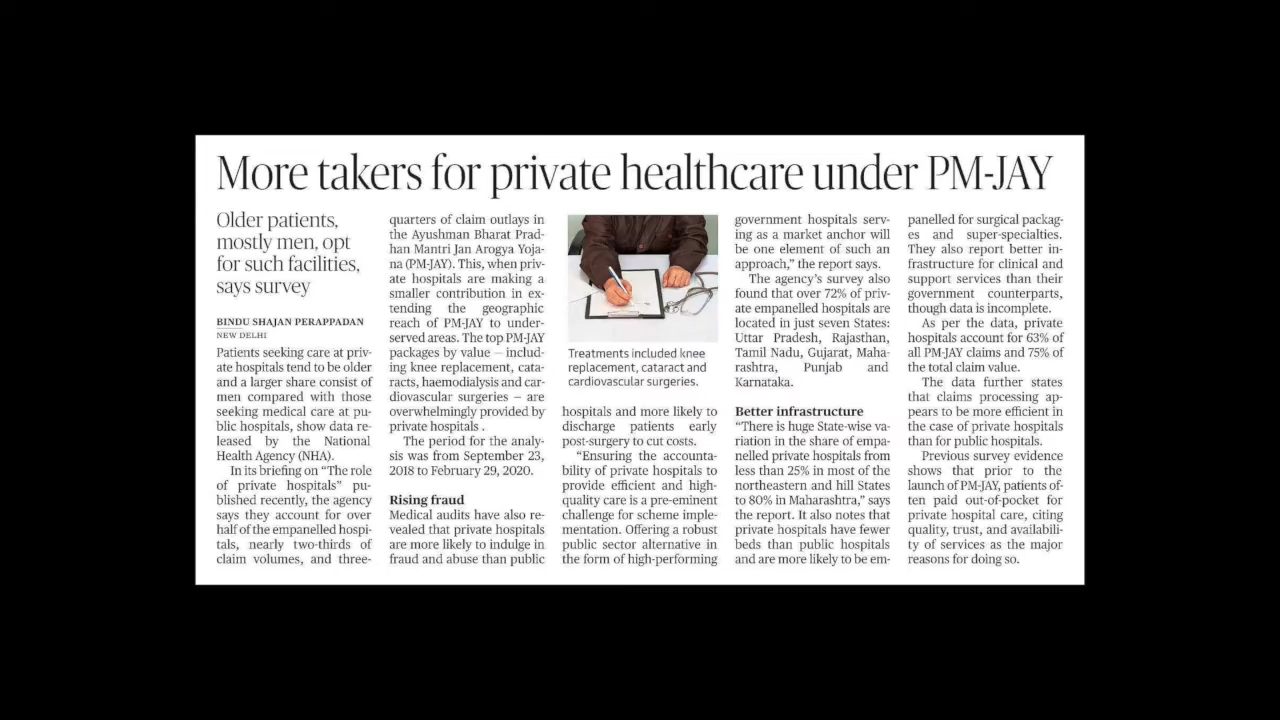 More takers for private healthcare under PM-JAY
Older patients,
mostly men, opt
for such facilities,
says survey
BINDU SHAJAN PERAPPADAN
NEW DELHI
Patients seeking care at priv-
ate hospitals tend to be older
and a larger share consist of
men compared with those
seeking medical care at pu-
blic hospitals, show data re-
leased by the National
Health Agency (NHA).
In its briefing on “The role
of private hospitals” pu-
blished recently, the agency
says they account for over
half of the empanelled hospi-
tals, nearly two-thirds of
claim volumes, and three-
quarters of claim outlays in
the Ayushman Bharat Prad-
han Mantri Jan Arogya Yoja-
na (PM-JAY). This, when priv-
ate hospitals are making a
smaller contribution in ex-
tending the geographic
reach of PM-JAY to under-
served areas. The top PM-JAY
packages by value – includ-
ing knee replacement, cata-
racts, haemodialysis and car-
diovascular surgeries – are
overwhelmingly provided by
private hospitals .
The period for the analy-
sis was from September 23,
2018 to February 29, 2020.
Rising fraud
Medical audits have also re-
vealed that private hospitals
are more likely to indulge in
fraud and abuse than public
Treatments included knee
replacement, cataract and
cardiovascular surgeries.
hospitals and more likely to
discharge patients early
post-surgery to cut costs.
“Ensuring the accounta-
bility of private hospitals to
provide efficient and high-
quality care is a pre-eminent
challenge for scheme imple-
mentation. Offering a robust
public sector alternative in
the form of high-performing
government hospitals serv-
ing as a market anchor will
be one element of such an
approach,” the report says.
The agency’s survey also
found that over 72% of priv-
ate empanelled hospitals are
located in just seven States:
Uttar Pradesh, Rajasthan,
Tamil Nadu, Gujarat, Maha-
rashtra, Punjab and
Karnataka.
Better infrastructure
“There is huge State-wise va-
riation in the share of empa-
nelled private hospitals from
less than 25% in most of the
northeastern and hill States
to 80% in Maharashtra,” says
the report. It also notes that
private hospitals have fewer
beds than public hospitals
and are more likely to be em-
panelled for surgical packag-
es and super-specialties.
They also report better in-
frastructure for clinical and
support services than their
government counterparts,
though data is incomplete.
As per the data, private
hospitals account for 63% of
all PM-JAY claims and 75% of
the total claim value.
The data further states
that claims processing ap-
pears to be more efficient in
the case of private hospitals
than for public hospitals.
Previous survey evidence
shows that prior to the
launch of PM-JAY, patients of-
ten paid out-of-pocket for
private hospital care, citing
quality, trust, and availabili-
ty of services as the major
reasons for doing so.